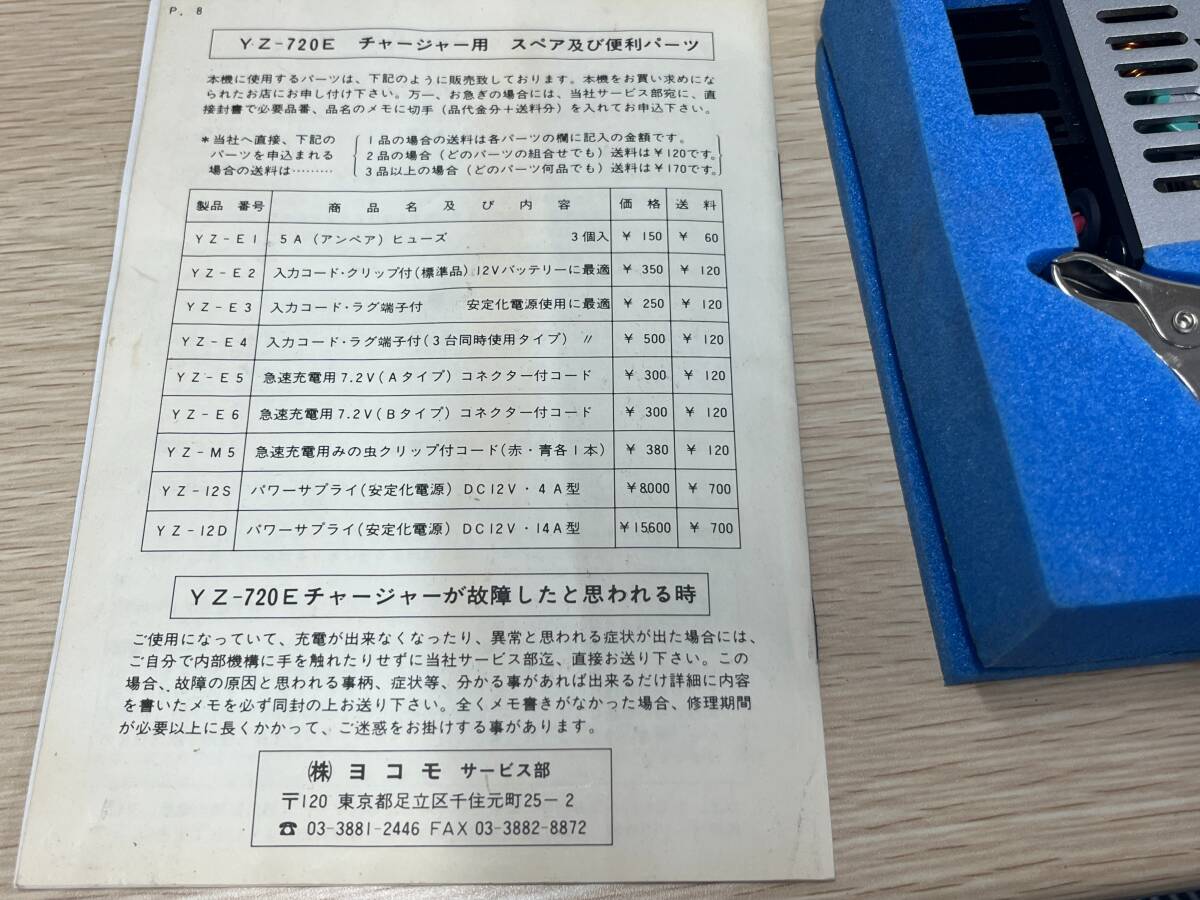 P. 8
YZ-720E チャージャー用 スペア及び便利パーツ
本機に使用するパーツは、下記のように販売致しております。本機をお買い求めにな
られたお店にお申し付け下さい。万一、お急ぎの場合には、当社サービス部宛に、直
接封書で必要品番、品名のメモに切手（品代金分＋送料分）を入れてお申込下さい。
＊当社へ直接、下記の
パーツを申込まれる
場合の送料は………
1品の場合の送料は各パーツの欄に記入の金額です。
2品の場合（どのパーツの組合せでも）送料は￥120です。
3品以上の場合（どのパーツ何品でも）送料は￥170です。
製品 番号 商品名及び内容 価格 送料
YZ-E1 5A（アンペア）ヒューズ 3個入 ￥150 ￥60
YZ-E2 入力コード・クリップ付（標準品）12Vバッテリーに最適 ￥350 ￥120
YZ-E3 入力コード・ラグ端子付 安定化電源使用に最適 ￥250 ￥120
YZ-E4 入力コード・ラグ端子付（3台同時使用タイプ） 〃 ￥500 ￥120
YZ-E5 急速充電用7.2V（Aタイプ）コネクター付コード ￥300 ￥120
YZ-E6 急速充電用7.2V（Bタイプ）コネクター付コード ￥300 ￥120
YZ-M5 急速充電用みの虫クリップ付コード（赤・青各1本） ￥380 ￥120
YZ-12S パワーサプライ（安定化電源）DC12V・4A型 ￥8,000 ￥700
YZ-12D パワーサプライ（安定化電源）DC12V・14A型 ￥15,600 ￥700
YZ-720Eチャージャーが故障したと思われる時
ご使用になっていて、充電が出来なくなったり、異常と思われる症状が出た場合には、
ご自分で内部機構に手を触れたりせずに当社サービス部迄、直接お送り下さい。この
場合、故障の原因と思われる事柄、症状等、分かる事があれば出来るだけ詳細に内容
を書いたメモを必ず同封の上お送り下さい。全くメモ書きがなかった場合、修理期間
が必要以上に長くかかって、ご迷惑をお掛けする事があります。
㈱ ヨコモ サービス部
〒120 東京都足立区千住元町25－2
☎ 03-3881-2446 FAX 03-3882-8872